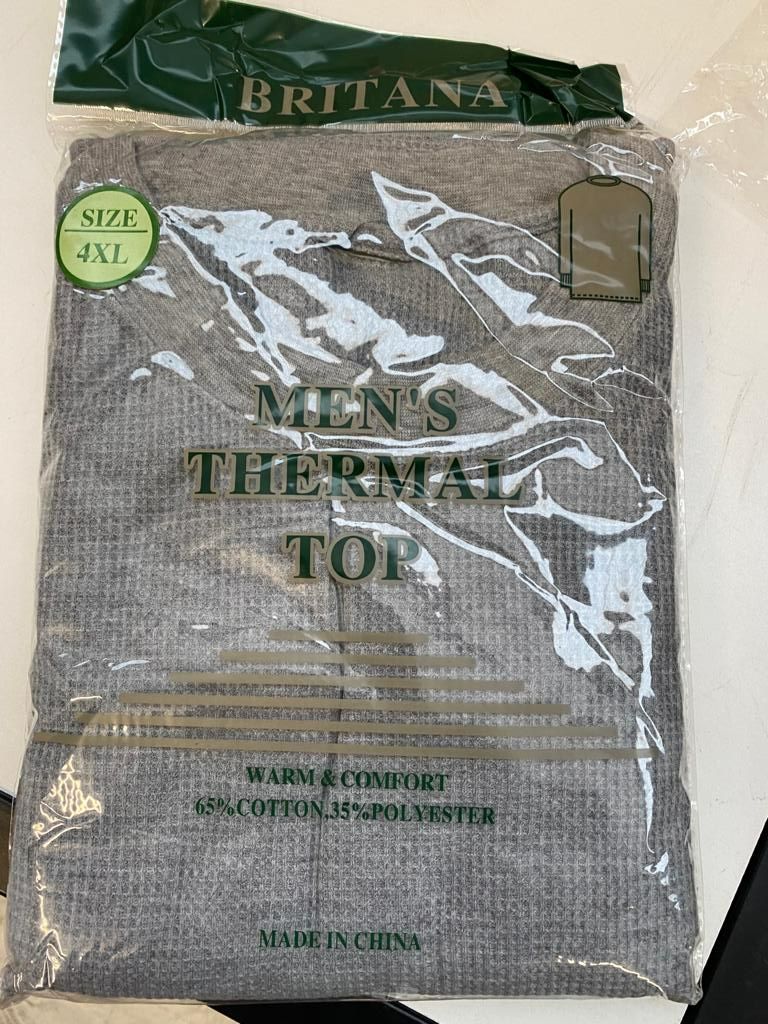 BRITANA
SIZE
4XL
MEN'S
THERMAL
TOP
WARM & COMFORT
65%COTTON,35%POLYESTER
MADE IN CHINA